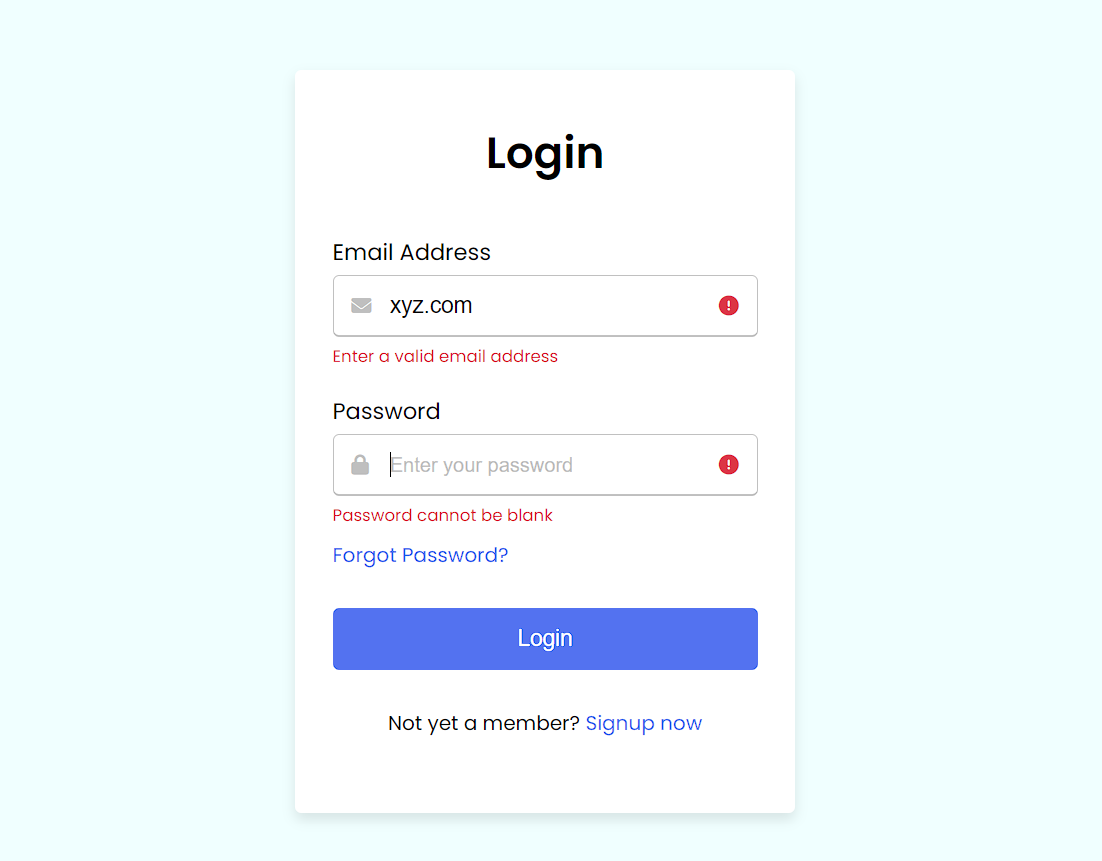 Login
Email Address
xyz.com
Enter a valid email address
Password
Enter your password
Password cannot be blank
Forgot Password?
Login
Not yet a member? Signup now